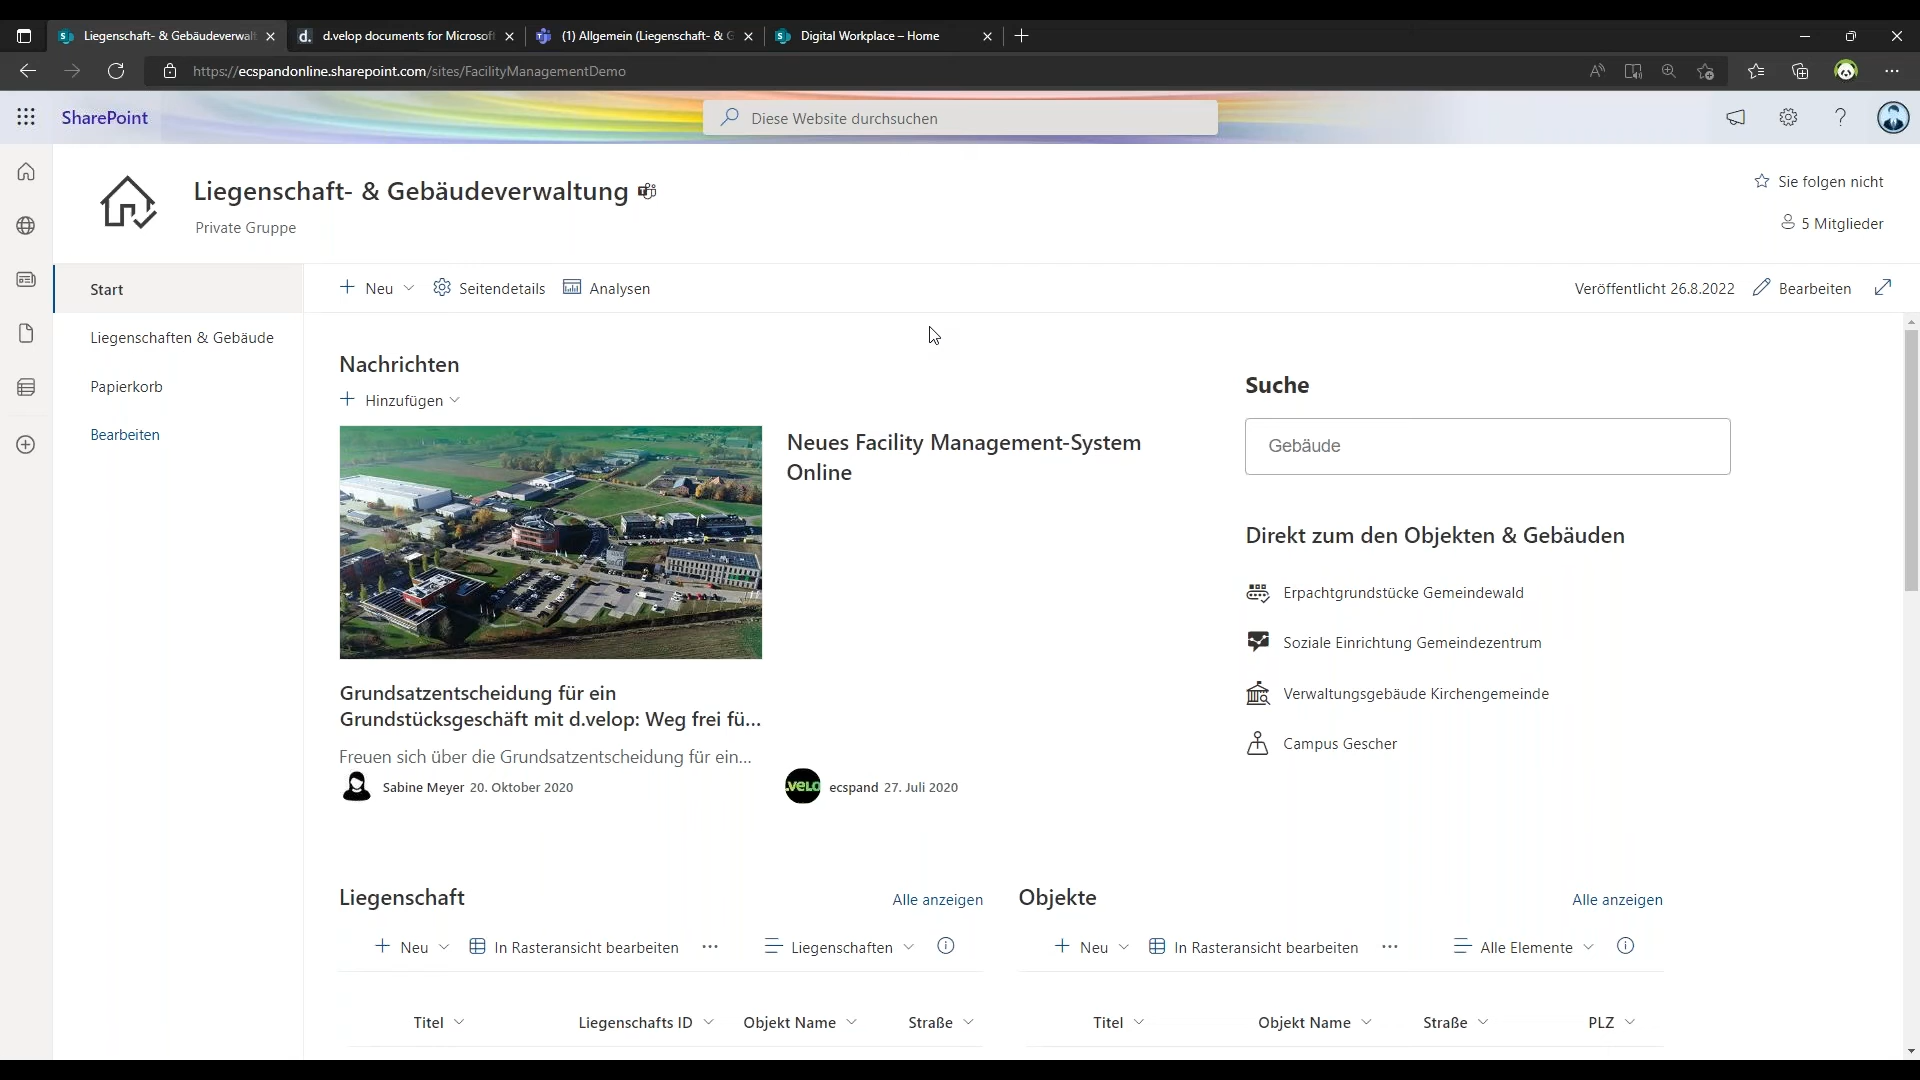 Liegenschaft- & Gebäudeverwalt
d.velop documents for Microsoft
(1) Allgemein (Liegenschaft- & G
Digital Workplace – Home
https://ecspandonline.sharepoint.com/sites/FacilityManagementDemo
SharePoint
Diese Website durchsuchen
Liegenschaft- & Gebäudeverwaltung
Private Gruppe
Sie folgen nicht
5 Mitglieder
Start
Liegenschaften & Gebäude
Papierkorb
Bearbeiten
Neu
Seitendetails
Analysen
Veröffentlicht 26.8.2022
Bearbeiten
Nachrichten
Hinzufügen
Grundsatzentscheidung für ein
Grundstücksgeschäft mit d.velop: Weg frei fü...
Freuen sich über die Grundsatzentscheidung für ein...
Sabine Meyer 20. Oktober 2020
Neues Facility Management-System
Online
.velo
ecspand 27. Juli 2020
Suche
Gebäude
Direkt zum den Objekten & Gebäuden
Erpachtgrundstücke Gemeindewald
Soziale Einrichtung Gemeindezentrum
Verwaltungsgebäude Kirchengemeinde
Campus Gescher
Liegenschaft
Alle anzeigen
Neu
In Rasteransicht bearbeiten
Liegenschaften
Titel
Liegenschafts ID
Objekt Name
Straße
Objekte
Alle anzeigen
Neu
In Rasteransicht bearbeiten
Alle Elemente
Titel
Objekt Name
Straße
PLZ